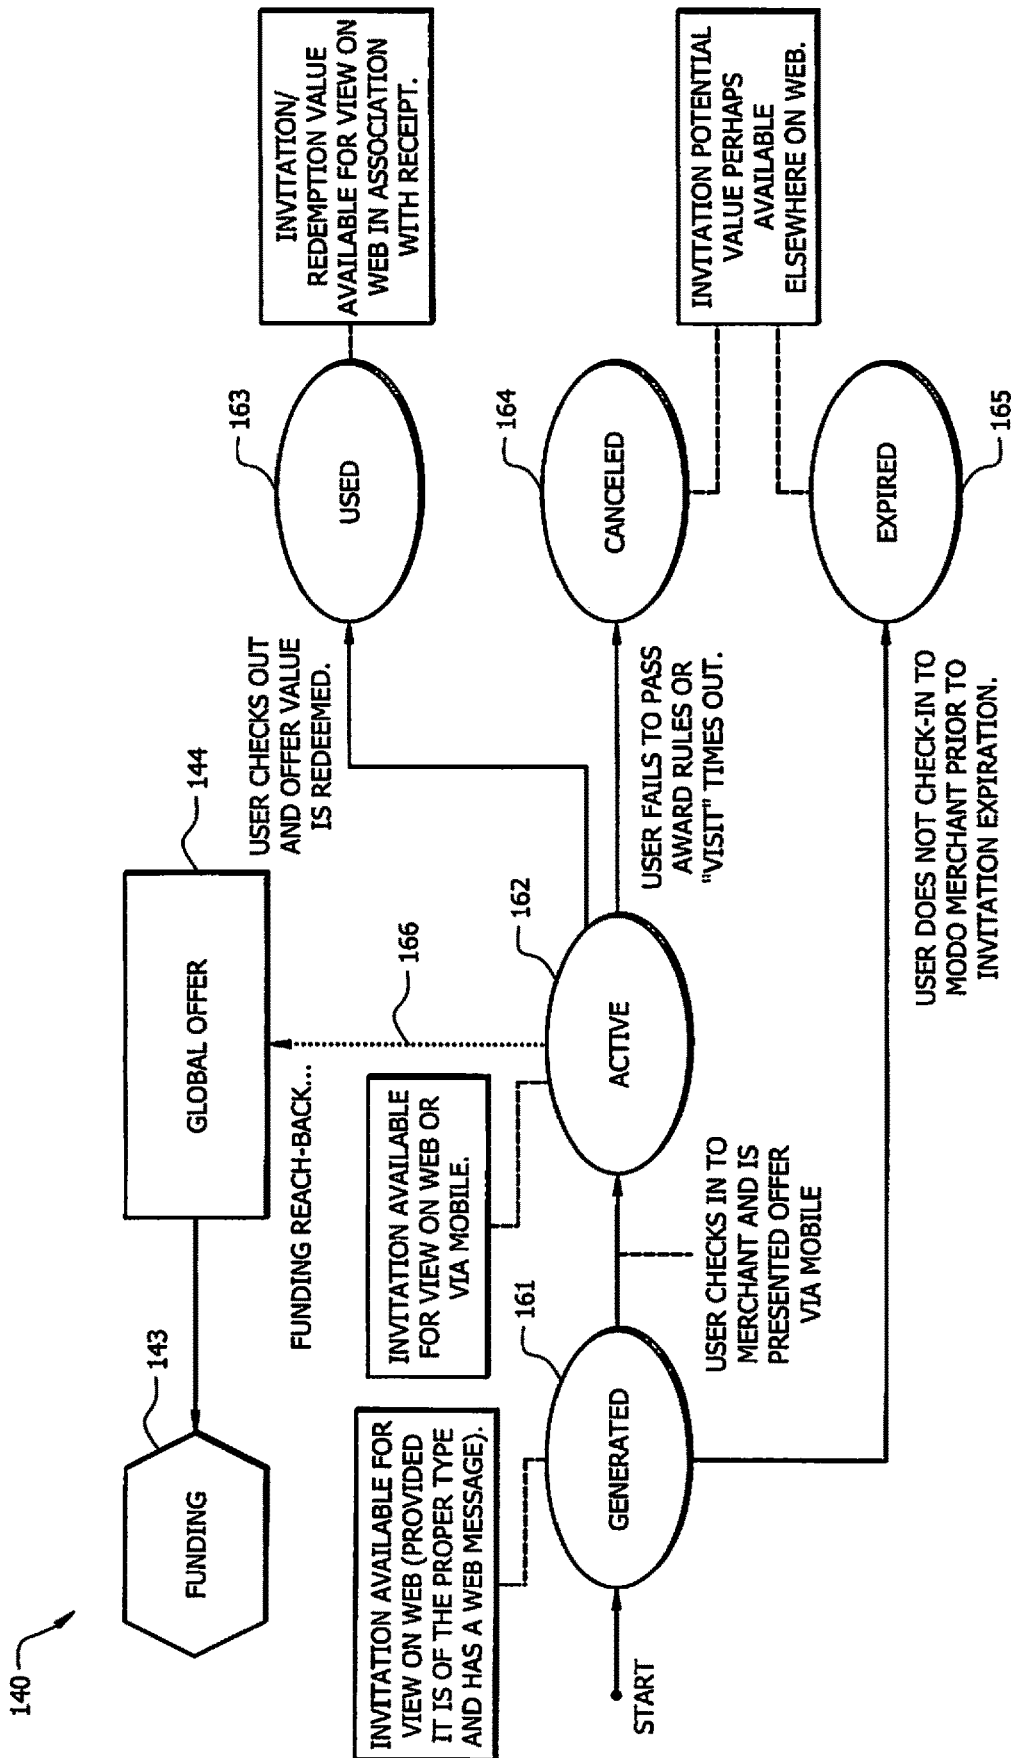 140
FUNDING
143
GLOBAL OFFER
144
FUNDING REACH-BACK...
166
INVITATION AVAILABLE FOR
VIEW ON WEB (PROVIDED
IT IS OF THE PROPER TYPE
AND HAS A WEB MESSAGE).
INVITATION AVAILABLE
FOR VIEW ON WEB OR
VIA MOBILE.
USER CHECKS OUT
AND OFFER VALUE
IS REDEEMED.
INVITATION/
REDEMPTION VALUE
AVAILABLE FOR VIEW ON
WEB IN ASSOCIATION
WITH RECEIPT.
START
GENERATED
161
USER CHECKS IN TO
MERCHANT AND IS
PRESENTED OFFER
VIA MOBILE
ACTIVE
162
USER FAILS TO PASS
AWARD RULES OR
"VISIT" TIMES OUT.
USED
163
CANCELED
164
INVITATION POTENTIAL
VALUE PERHAPS
AVAILABLE
ELSEWHERE ON WEB.
USER DOES NOT CHECK-IN TO
MODO MERCHANT PRIOR TO
INVITATION EXPIRATION.
EXPIRED
165